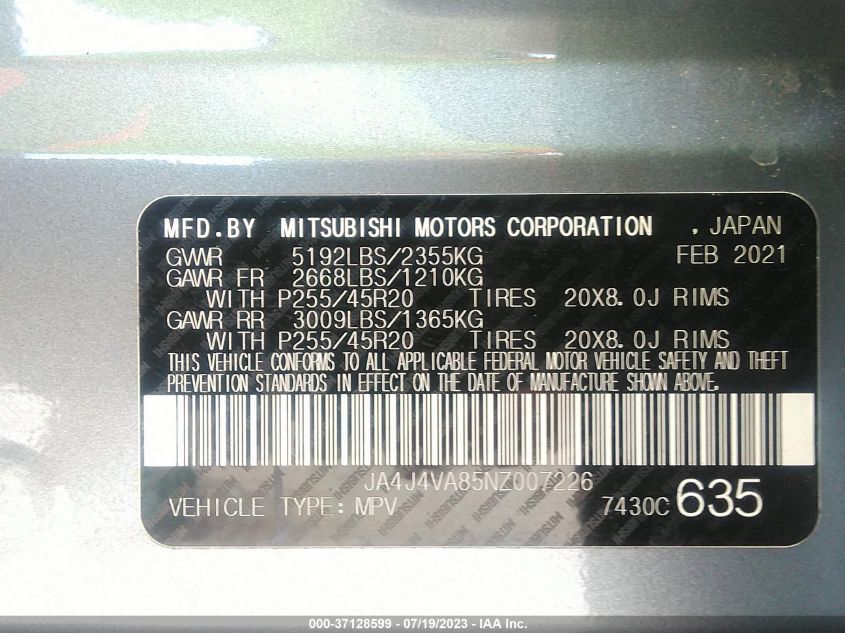 MFD.BY MITSUBISHI MOTORS CORPORATION , JAPAN
GVWR 5192LBS/2355KG FEB 2021
GAWR FR 2668LBS/1210KG
WITH P255/45R20 TIRES 20X8.0J RIMS
GAWR RR 3009LBS/1365KG
WITH P255/45R20 TIRES 20X8.0J RIMS
THIS VEHICLE CONFORMS TO ALL APPLICABLE FEDERAL MOTOR VEHICLE SAFETY AND THEFT
PREVENTION STANDARDS IN EFFECT ON THE DATE OF MANUFACTURE SHOWN ABOVE.
JA4J4VA85NZ007226
VEHICLE TYPE: MPV 7430C 635
000-37128599 - 07/19/2023 - IAA Inc.